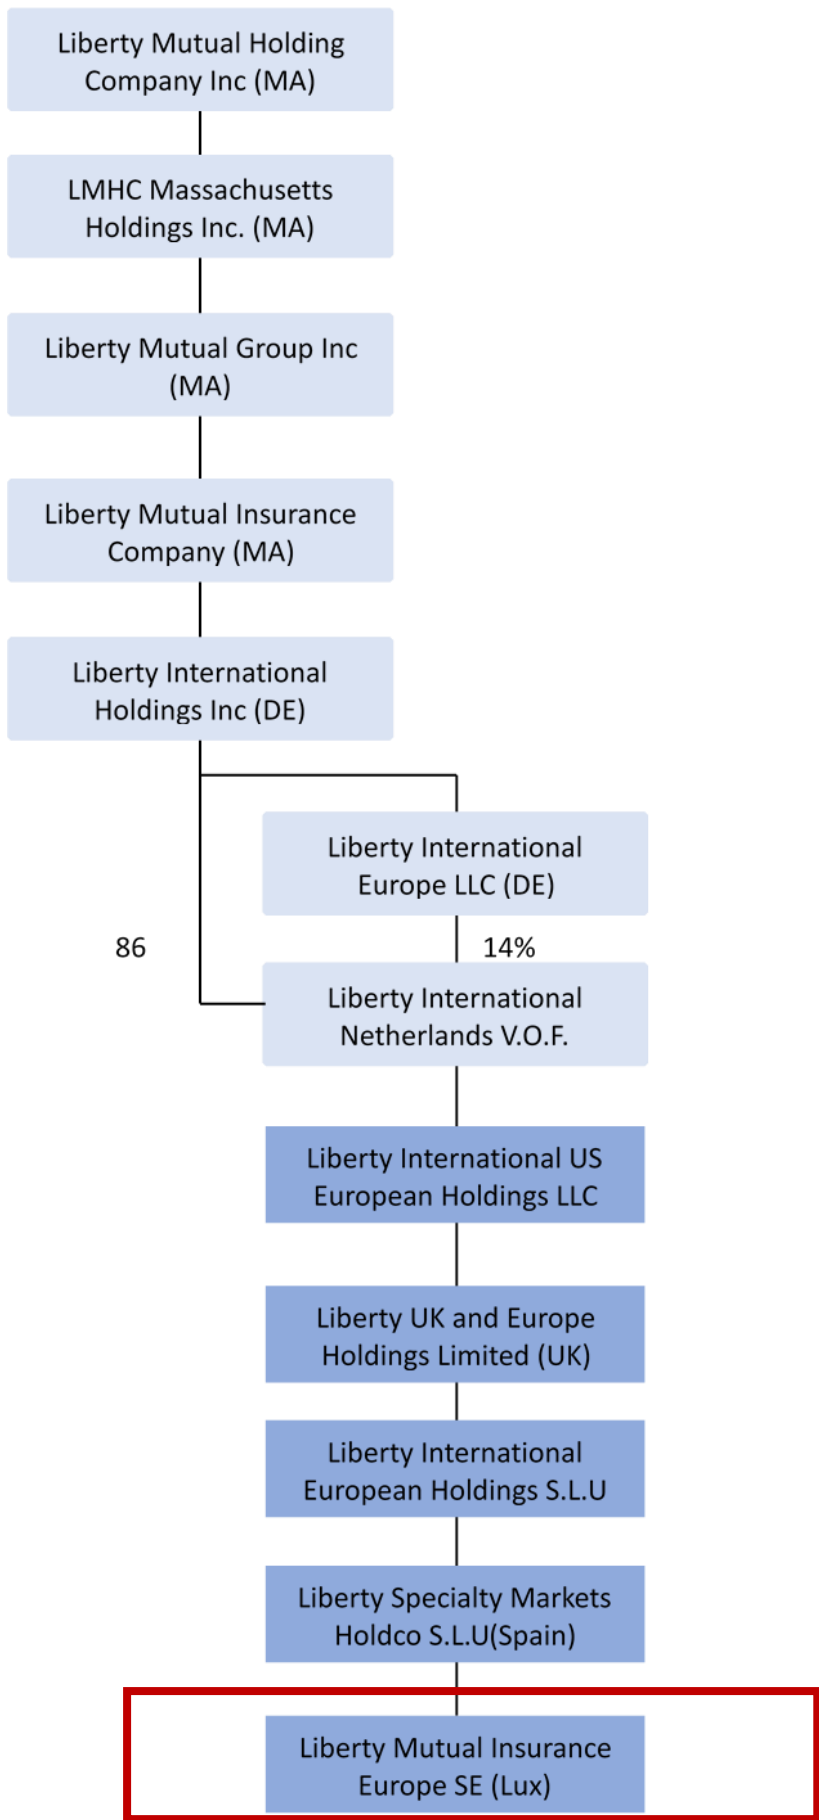 Liberty Mutual Holding
Company Inc (MA)
LMHC Massachusetts
Holdings Inc. (MA)
Liberty Mutual Group Inc
(MA)
Liberty Mutual Insurance
Company (MA)
Liberty International
Holdings Inc (DE)
Liberty International
Europe LLC (DE)
86
14%
Liberty International
Netherlands V.O.F.
Liberty International US
European Holdings LLC
Liberty UK and Europe
Holdings Limited (UK)
Liberty International
European Holdings S.L.U
Liberty Specialty Markets
Holdco S.L.U(Spain)
Liberty Mutual Insurance
Europe SE (Lux)